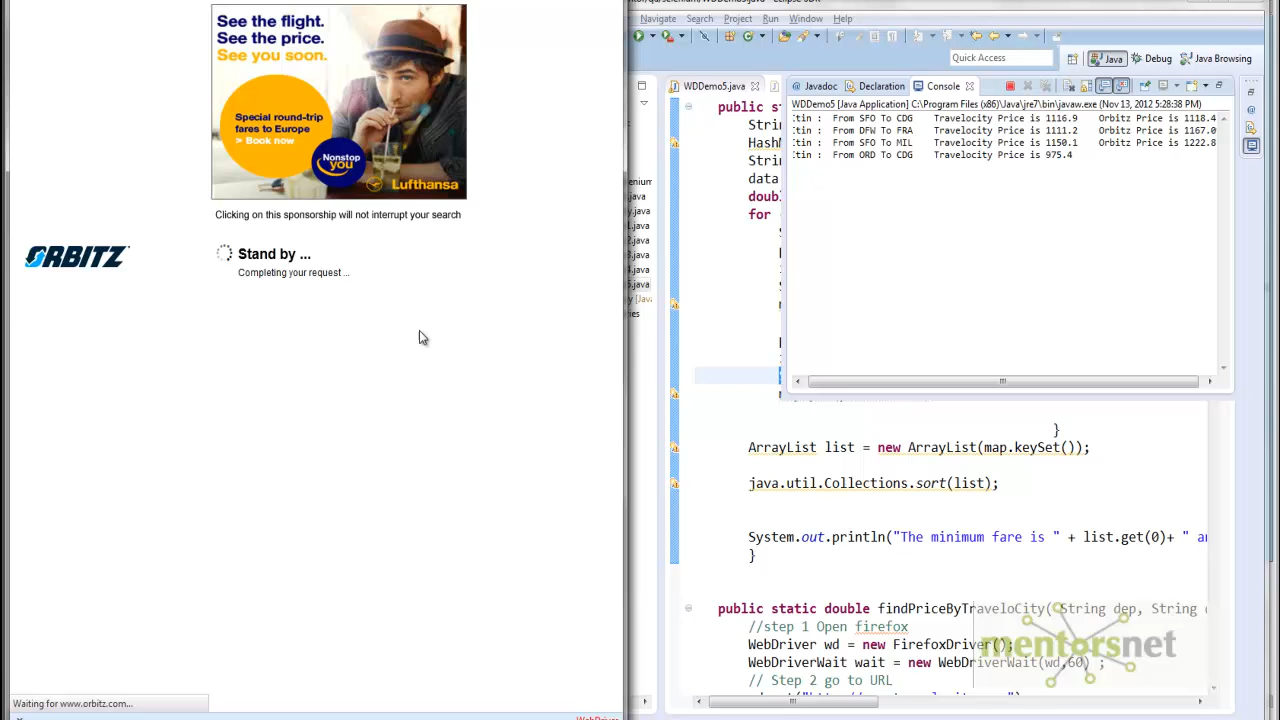 See the flight.
See the price.
See you soon.
Special round-trip
fares to Europe
> Book now
Nonstop
you
Lufthansa
Clicking on this sponsorship will not interrupt your search
ORBITZ
Stand by ...
Completing your request ...
Waiting for www.orbitz.com...
WebDriver
Navigate Search Project Run Window Help
Quick Access
Java
Debug
Java Browsing
WDDemo5.java
Javadoc
Declaration
Console
WDDemo5 [Java Application] C:\Program Files (x86)\Java\jre7\bin\javaw.exe (Nov 13, 2012 5:28:38 PM)
ctin : From SFO To CDG Travelocity Price is 1116.9 Orbitz Price is 1118.4
ctin : From DFW To FRA Travelocity Price is 1111.2 Orbitz Price is 1167.0
ctin : From SFO To MIL Travelocity Price is 1150.1 Orbitz Price is 1222.8
ctin : From ORD To CDG Travelocity Price is 975.4
public st
Strin
HashM
Strin
data
doubl
for
}
ArrayList list = new ArrayList(map.keySet());
java.util.Collections.sort(list);
System.out.println("The minimum fare is " + list.get(0)+ " an
}
public static double findPriceByTraveloCity( String dep, String d
//step 1 Open firefox
WebDriver wd = new FirefoxDriver();
WebDriverWait wait = new WebDriverWait(wd,60) ;
// Step 2 go to URL
mentorsnet